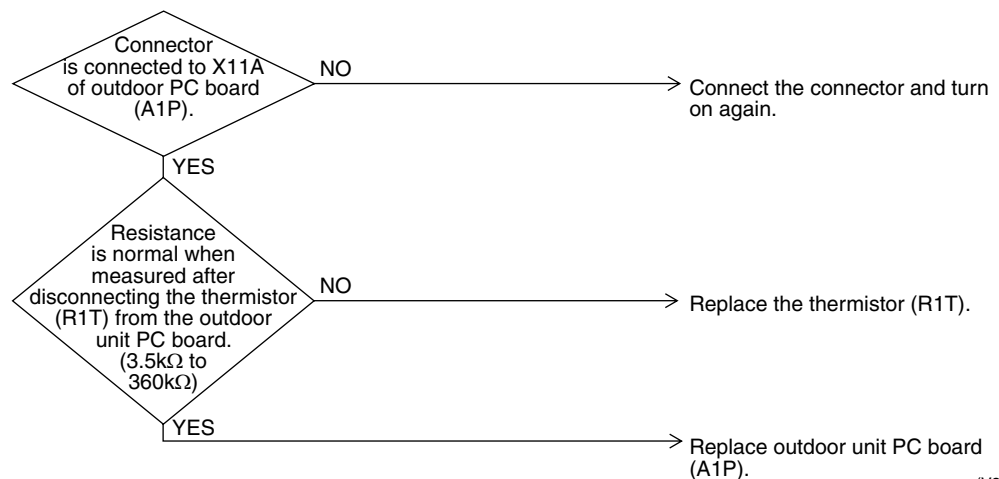 Connector
is connected to X11A
of outdoor PC board
(A1P).
NO
Connect the connector and turn
on again.
YES
Resistance
is normal when
measured after
disconnecting the thermistor
(R1T) from the outdoor
unit PC board.
(3.5kΩ to
360kΩ)
NO
Replace the thermistor (R1T).
YES
Replace outdoor unit PC board
(A1P).